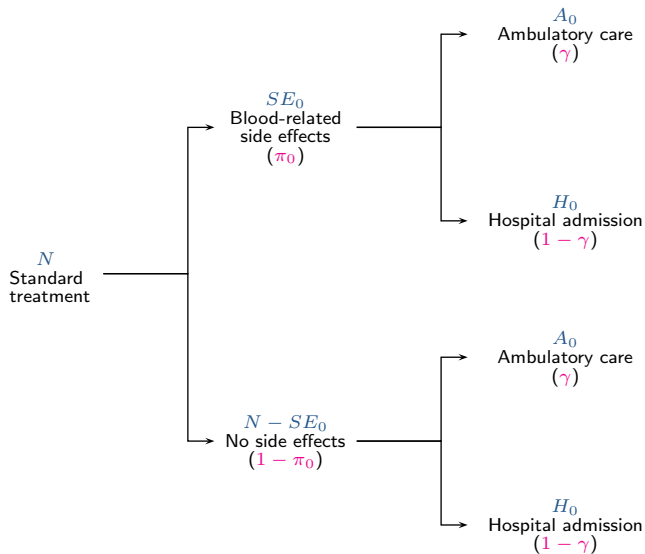 A₀
Ambulatory care
(γ)
SE₀
Blood-related
side effects
(π₀)
H₀
Hospital admission
(1 − γ)
N
Standard
treatment
A₀
Ambulatory care
(γ)
N − SE₀
No side effects
(1 − π₀)
H₀
Hospital admission
(1 − γ)